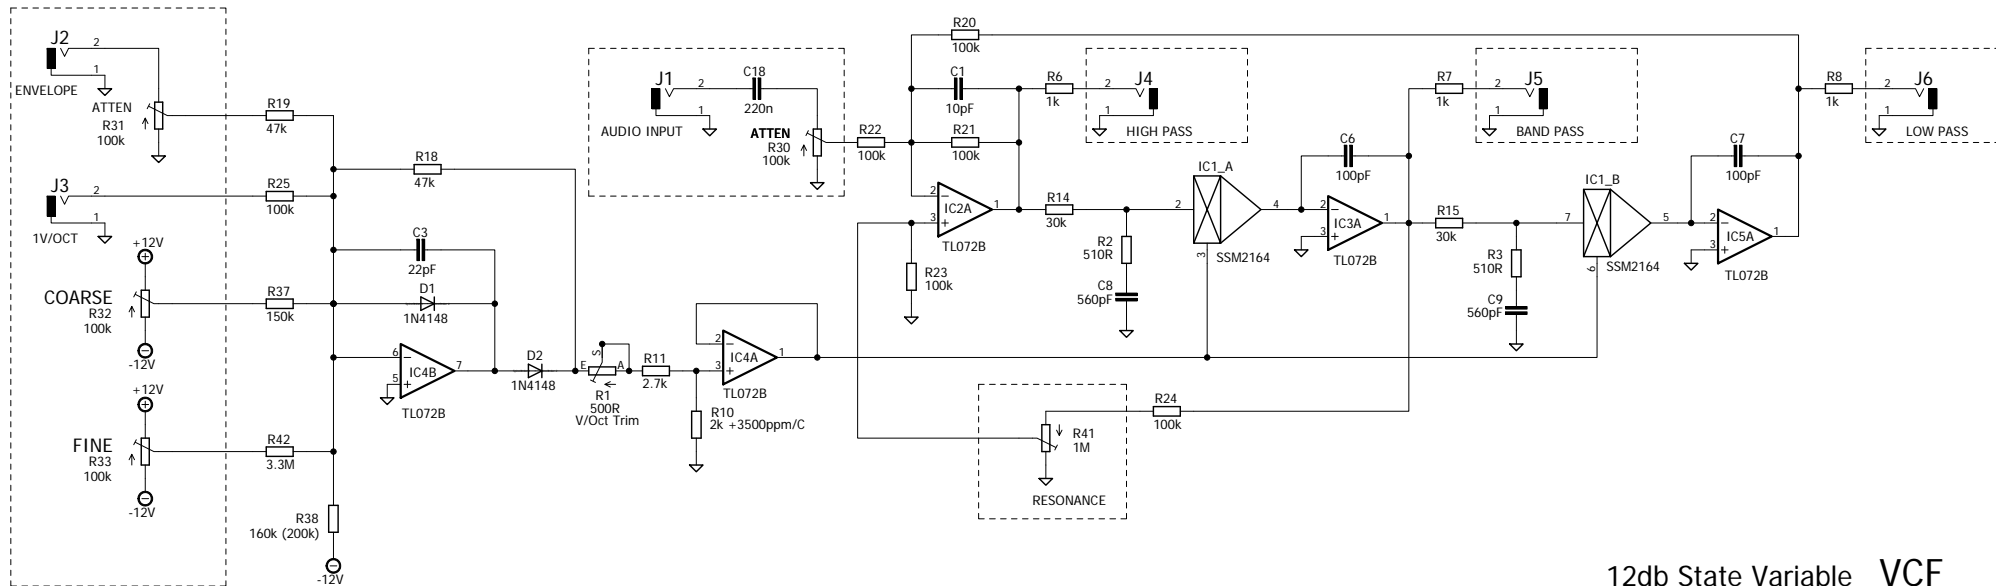 J2
2
1
ENVELOPE
ATTEN
R31
100k
R19
47k
J3
2
1
1V/OCT
R25
100k
+12V
COARSE
R32
100k
-12V
R37
150k
+12V
FINE
R33
100k
-12V
R42
3.3M
R38
160k (200k)
-12V
R18
47k
C3
22pF
D1
1N4148
6
5
7
IC4B
TL072B
D2
1N4148
S
E
A
R1
500R
V/Oct Trim
R11
2.7k
R10
2k +3500ppm/C
2
3
1
IC4A
TL072B
J1
2
1
AUDIO INPUT
C18
220n
ATTEN
R30
100k
R22
100k
R20
100k
C1
10pF
R21
100k
2
3
1
IC2A
TL072B
R23
100k
R6
1k
2
1
J4
HIGH PASS
R14
30k
R2
510R
C8
560pF
IC1_A
2
3
4
SSM2164
C6
100pF
2
3
1
IC3A
TL072B
R7
1k
2
1
J5
BAND PASS
R15
30k
R3
510R
C9
560pF
IC1_B
7
6
5
SSM2164
C7
100pF
2
3
1
IC5A
TL072B
R8
1k
2
1
J6
LOW PASS
R24
100k
R41
1M
RESONANCE
12db State Variable VCF